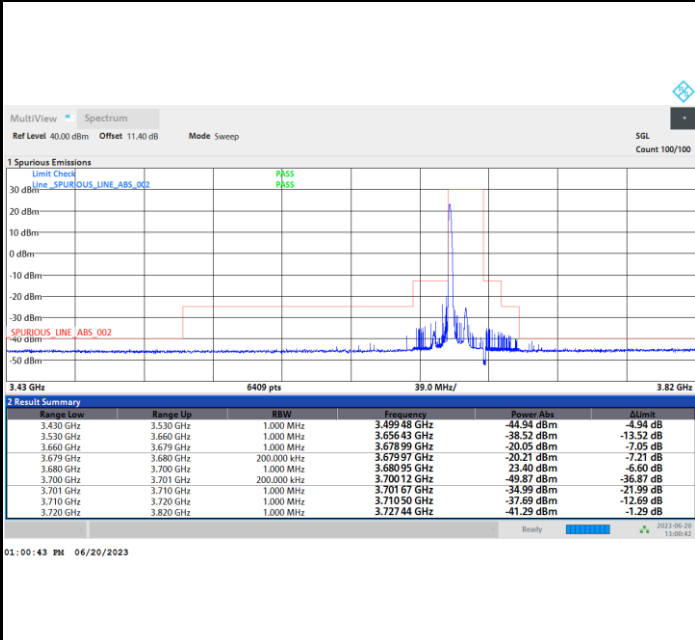 MultiView Spectrum
Ref Level 40.00 dBm Offset 11.40 dB Mode Sweep SGL
Count 100/100
1 Spurious Emissions
Limit Check PASS
Line _SPURIOUS_LINE_ABS_002 PASS
30 dBm
20 dBm
10 dBm
0 dBm
-10 dBm
-20 dBm
-30 dBm
_SPURIOUS_LINE_ABS_002
-40 dBm
-50 dBm
3.43 GHz 6409 pts 39.0 MHz/ 3.82 GHz
2 Result Summary
Range Low Range Up RBW Frequency Power Abs ΔLimit
3.430 GHz 3.530 GHz 1.000 MHz 3.499 48 GHz -44.94 dBm -4.94 dB
3.530 GHz 3.660 GHz 1.000 MHz 3.656 43 GHz -38.52 dBm -13.52 dB
3.660 GHz 3.679 GHz 1.000 MHz 3.678 99 GHz -20.05 dBm -7.05 dB
3.679 GHz 3.680 GHz 200.000 kHz 3.679 97 GHz -20.21 dBm -7.21 dB
3.680 GHz 3.700 GHz 1.000 MHz 3.680 95 GHz 23.40 dBm -6.60 dB
3.700 GHz 3.701 GHz 200.000 kHz 3.700 12 GHz -49.87 dBm -36.87 dB
3.701 GHz 3.710 GHz 1.000 MHz 3.701 67 GHz -34.99 dBm -21.99 dB
3.710 GHz 3.720 GHz 1.000 MHz 3.710 50 GHz -37.69 dBm -12.69 dB
3.720 GHz 3.820 GHz 1.000 MHz 3.727 44 GHz -41.29 dBm -1.29 dB
Ready 2023-06-20
13:00:42
01:00:43 PM 06/20/2023